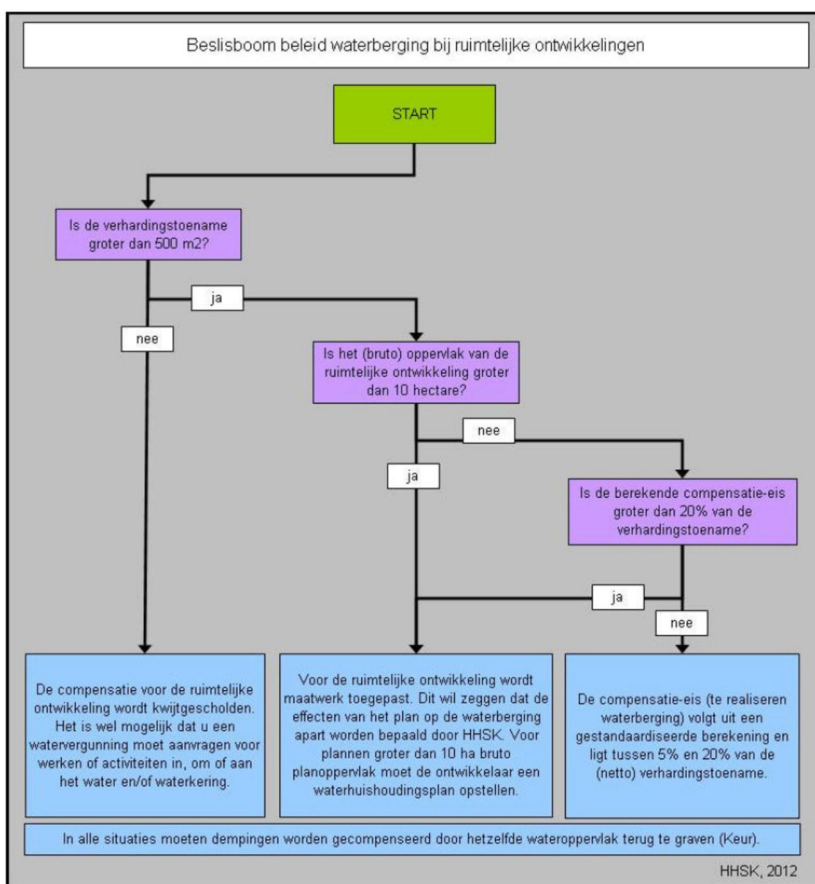 Beslisboom beleid waterberging bij ruimtelijke ontwikkelingen
START
Is de verhardingstoename
groter dan 500 m2?
ja
nee
Is het (bruto) oppervlak van de
ruimtelijke ontwikkeling groter
dan 10 hectare?
nee
ja
Is de berekende compensatie-eis
groter dan 20% van de
verhardingstoename?
ja
nee
De compensatie voor de ruimtelijke
ontwikkeling wordt kwijtgescholden.
Het is wel mogelijk dat u een
watervergunning moet aanvragen voor
werken of activiteiten in, om of aan
het water en/of waterkering.
Voor de ruimtelijke ontwikkeling wordt
maatwerk toegepast. Dit wil zeggen dat de
effecten van het plan op de waterberging
apart worden bepaald door HHSK. Voor
plannen groter dan 10 ha bruto
planoppervlak moet de ontwikkelaar een
waterhuishoudingsplan opstellen.
De compensatie-eis (te realiseren
waterberging) volgt uit een
gestandaardiseerde berekening en
ligt tussen 5% en 20% van de
(netto) verhardingstoename.
In alle situaties moeten dempingen worden gecompenseerd door hetzelfde wateroppervlak terug te graven (Keur).
HHSK, 2012